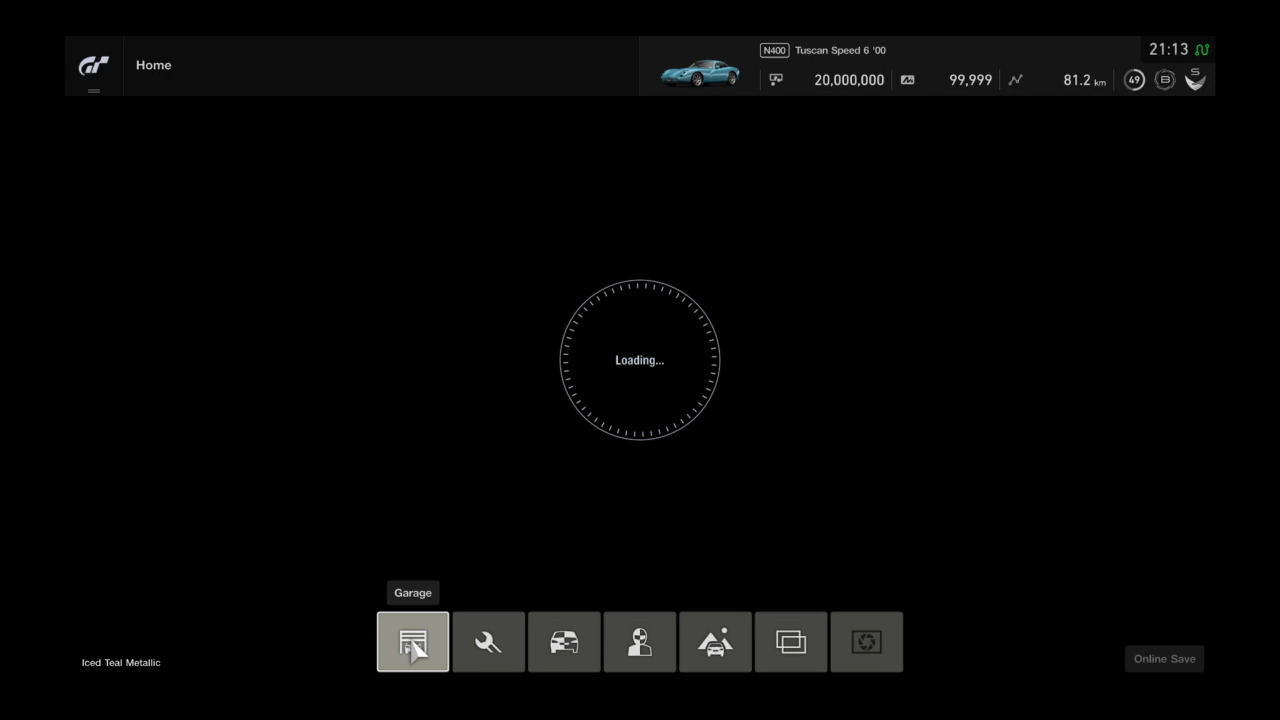 Home
N400 Tuscan Speed 6 '00
21:13
20,000,000
99,999
81.2 km
49
B
S
Loading...
Garage
Iced Teal Metallic
Online Save